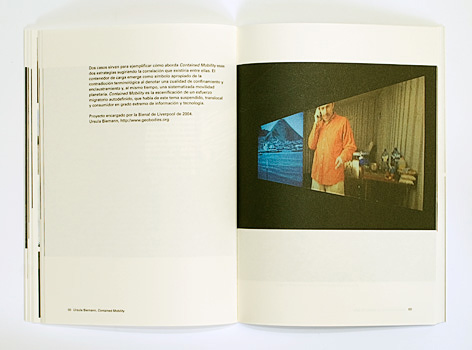 Dos casos sirven para ejemplificar cómo aborda Contained Mobility esas
dos estrategias sugiriendo la correlación que existiría entre ellas. El
contenedor de carga emerge como símbolo apropiado de la
contradicción terminológica al denotar una cualidad de confinamiento y
enclaustramiento y, al mismo tiempo, una sistematizada movilidad
planetaria. Contained Mobility es la escenificación de un esfuerzo
migratorio autodefinido, que habla de este tema suspendido, translocal
y consumidor en grado extremo de información y tecnología.
Proyecto encargado por la Bienal de Liverpool de 2004
Ursula Biemann, http://www.geobodies.org
Ursula Biemann, Contained Mobility